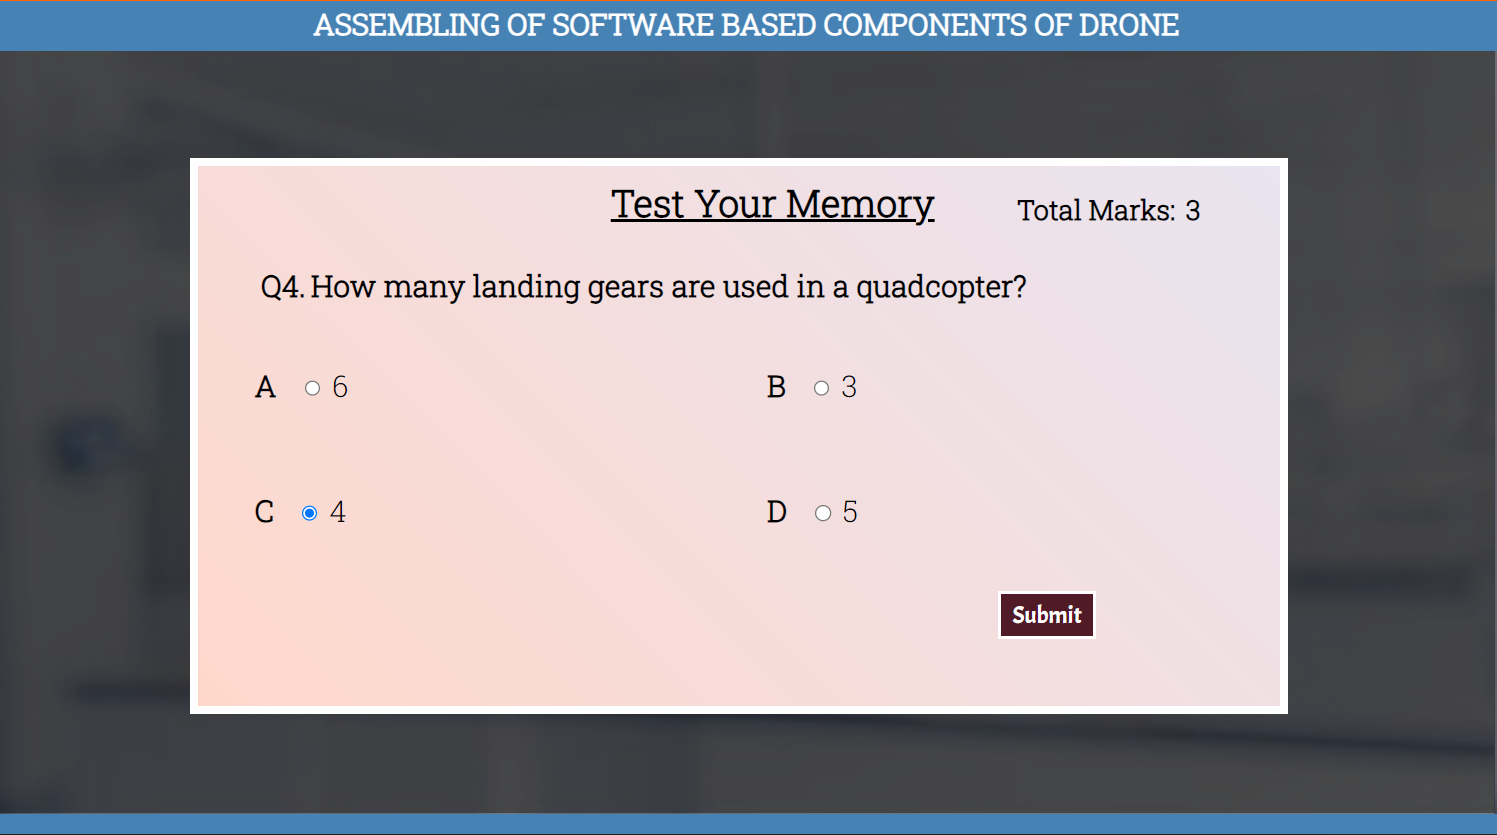 ASSEMBLING OF SOFTWARE BASED COMPONENTS OF DRONE
Test Your Memory
Total Marks: 3
Q4. How many landing gears are used in a quadcopter?
A 6
B 3
C 4
D 5
Submit